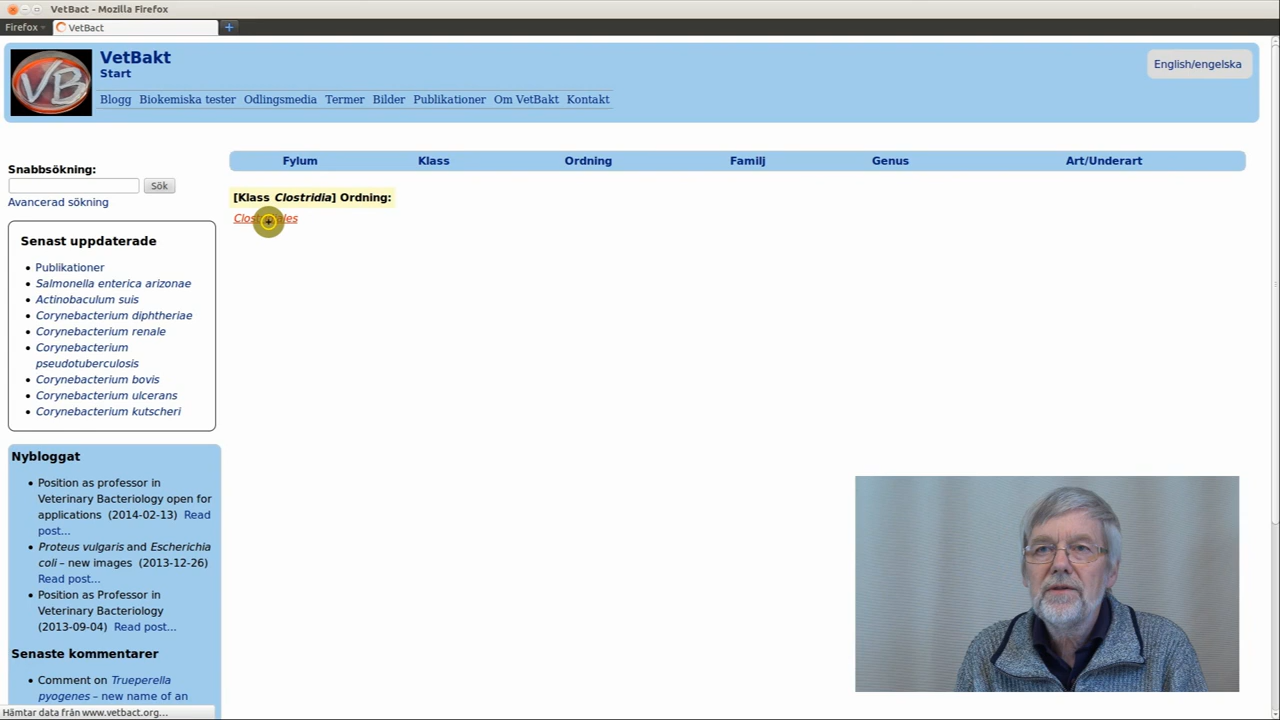 VetBact - Mozilla Firefox
Firefox
VetBact
VetBakt
Start
English/engelska
Blogg Biokemiska tester Odlingsmedia Termer Bilder Publikationer Om VetBakt Kontakt
VB
Snabbsökning:
Sök
Avancerad sökning
Fylum Klass Ordning Familj Genus Art/Underart
[Klass Clostridia] Ordning:
Senast uppdaterade
Publikationer
Salmonella enterica arizonae
Actinobaculum suis
Corynebacterium diphtheriae
Corynebacterium renale
Corynebacterium
pseudotuberculosis
Corynebacterium bovis
Corynebacterium ulcerans
Corynebacterium kutscheri
Nybloggat
Position as professor in
Veterinary Bacteriology open for
applications (2014-02-13) Read
post...
Proteus vulgaris and Escherichia
coli – new images (2013-12-26)
Read post...
Position as Professor in
Veterinary Bacteriology
(2013-09-04) Read post...
Senaste kommentarer
Comment on Trueperella
pyogenes – new name of an
Hämtar data från www.vetbact.org...